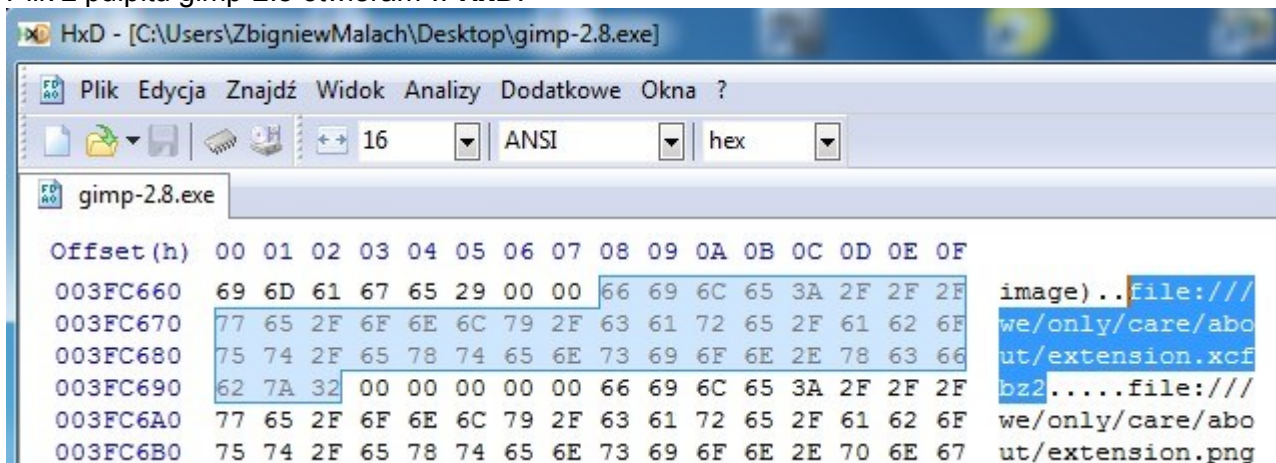 Plik z pulpitu gimp-2.8 otwieram w HxD.
HxD - [C:\Users\ZbigniewMalach\Desktop\gimp-2.8.exe]
Plik Edycja Znajdź Widok Analizy Dodatkowe Okna ?
16 ANSI hex
gimp-2.8.exe
Offset(h) 00 01 02 03 04 05 06 07 08 09 0A 0B 0C 0D 0E 0F
003FC660 69 6D 61 67 65 29 00 00 66 69 6C 65 3A 2F 2F 2F image)..file:///
003FC670 77 65 2F 6F 6E 6C 79 2F 63 61 72 65 2F 61 62 6F we/only/care/abo
003FC680 75 74 2F 65 78 74 65 6E 73 69 6F 6E 2E 78 63 66 ut/extension.xcf
003FC690 62 7A 32 00 00 00 00 00 66 69 6C 65 3A 2F 2F 2F bz2.....file:///
003FC6A0 77 65 2F 6F 6E 6C 79 2F 63 61 72 65 2F 61 62 6F we/only/care/abo
003FC6B0 75 74 2F 65 78 74 65 6E 73 69 6F 6E 2E 70 6E 67 ut/extension.png